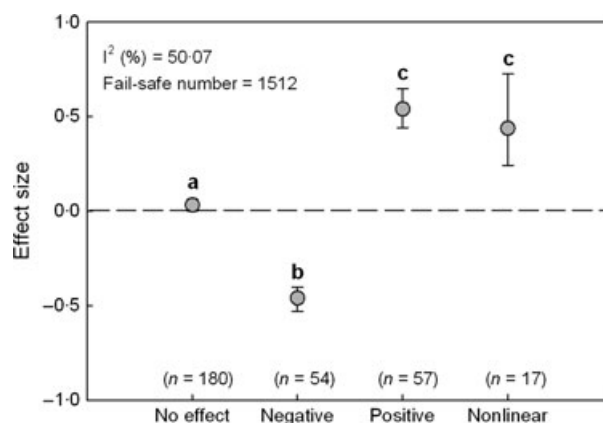 1·0
I² (%) = 50·07
Fail-safe number = 1512
c
c
0·5
a
0·0
Effect size
b
–0·5
(n = 180) (n = 54) (n = 57) (n = 17)
–1·0
No effect Negative Positive Nonlinear